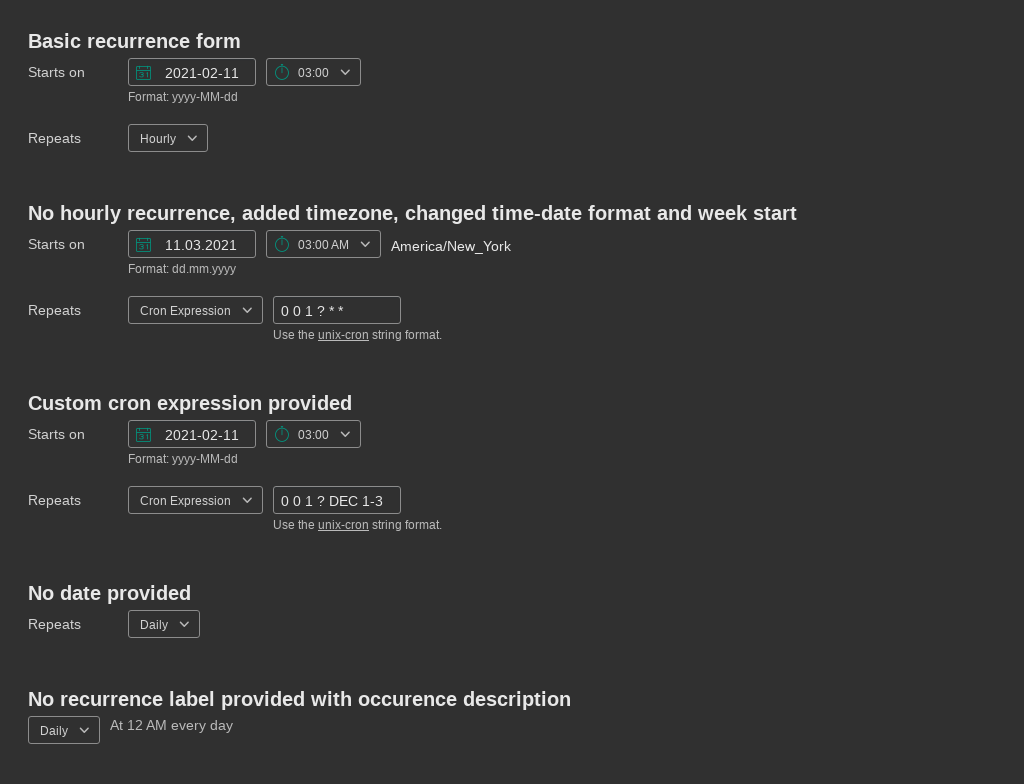 Basic recurrence form
Starts on 2021-02-11 03:00
Format: yyyy-MM-dd
Repeats Hourly
No hourly recurrence, added timezone, changed time-date format and week start
Starts on 11.03.2021 03:00 AM America/New_York
Format: dd.mm.yyyy
Repeats Cron Expression 0 0 1 ? * *
Use the unix-cron string format.
Custom cron expression provided
Starts on 2021-02-11 03:00
Format: yyyy-MM-dd
Repeats Cron Expression 0 0 1 ? DEC 1-3
Use the unix-cron string format.
No date provided
Repeats Daily
No recurrence label provided with occurence description
Daily At 12 AM every day